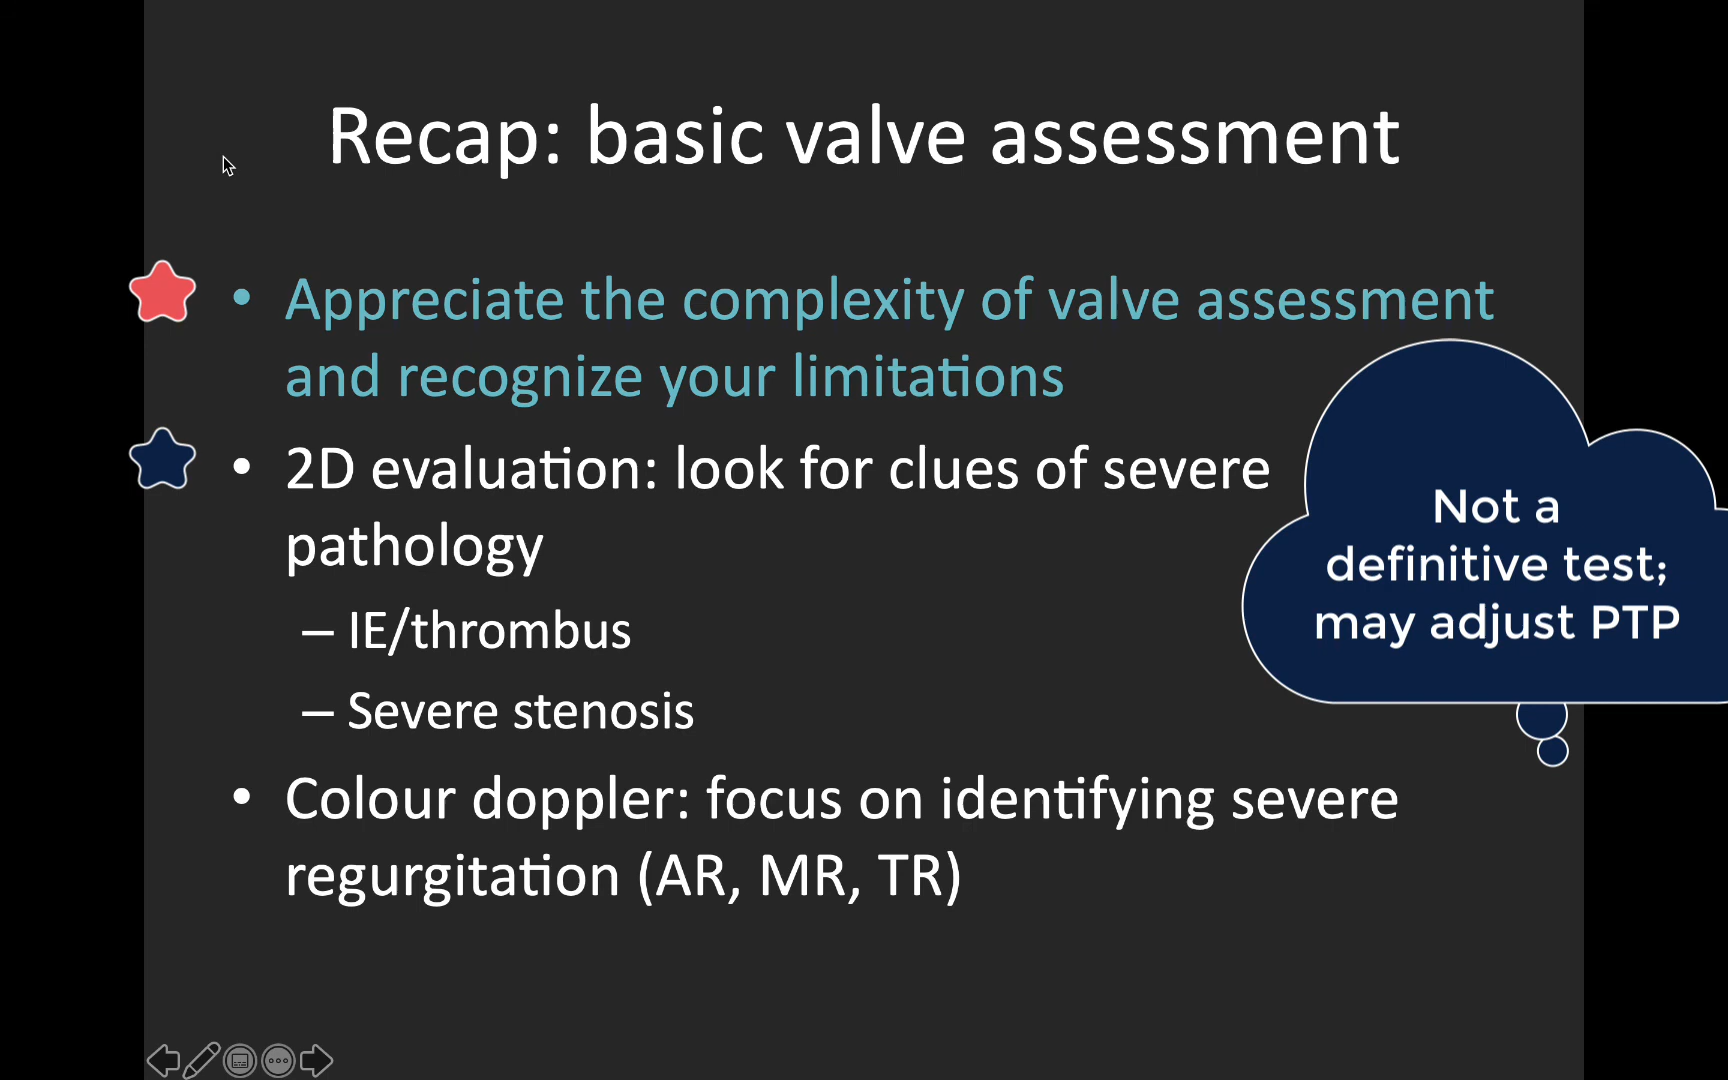 Recap: basic valve assessment
• Appreciate the complexity of valve assessment
and recognize your limitations
• 2D evaluation: look for clues of severe
pathology
– IE/thrombus
– Severe stenosis
• Colour doppler: focus on identifying severe
regurgitation (AR, MR, TR)
Not a
definitive test;
may adjust PTP